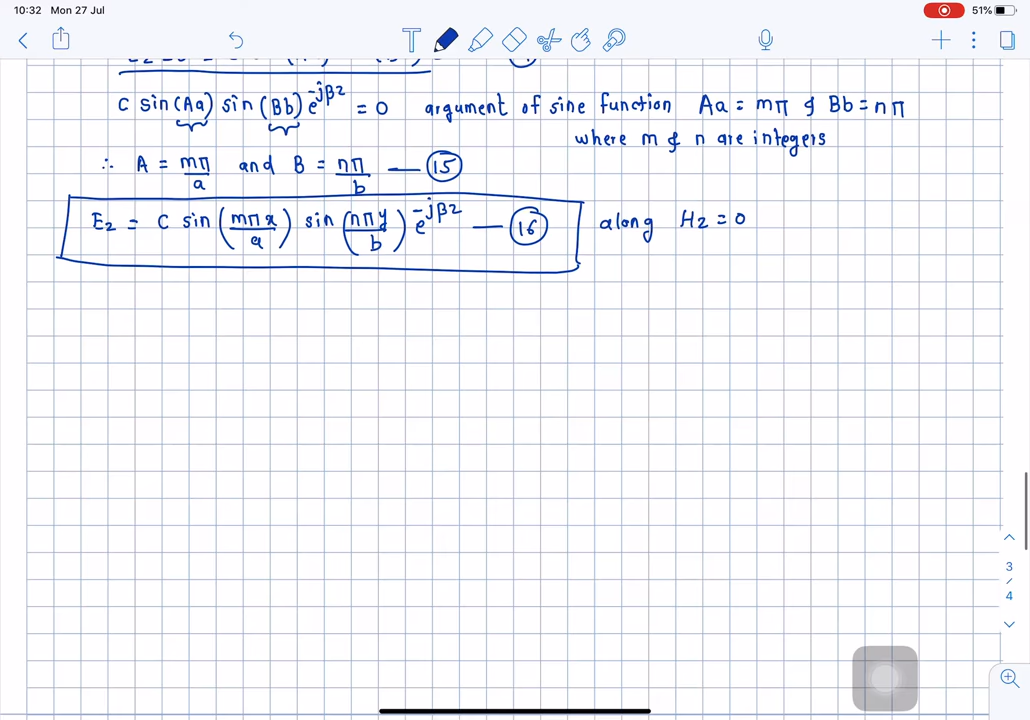 10:32 Mon 27 Jul 51%
C sin(Aa) sin(Bb) e^-jβz = 0 argument of sine function Aa = mπ & Bb = nπ
where m & n are integers
∴ A = mπ/a and B = nπ/b — 15
Ez = C sin(mπx/a) sin(nπy/b) e^-jβz — 16 along Hz = 0
3
/
4